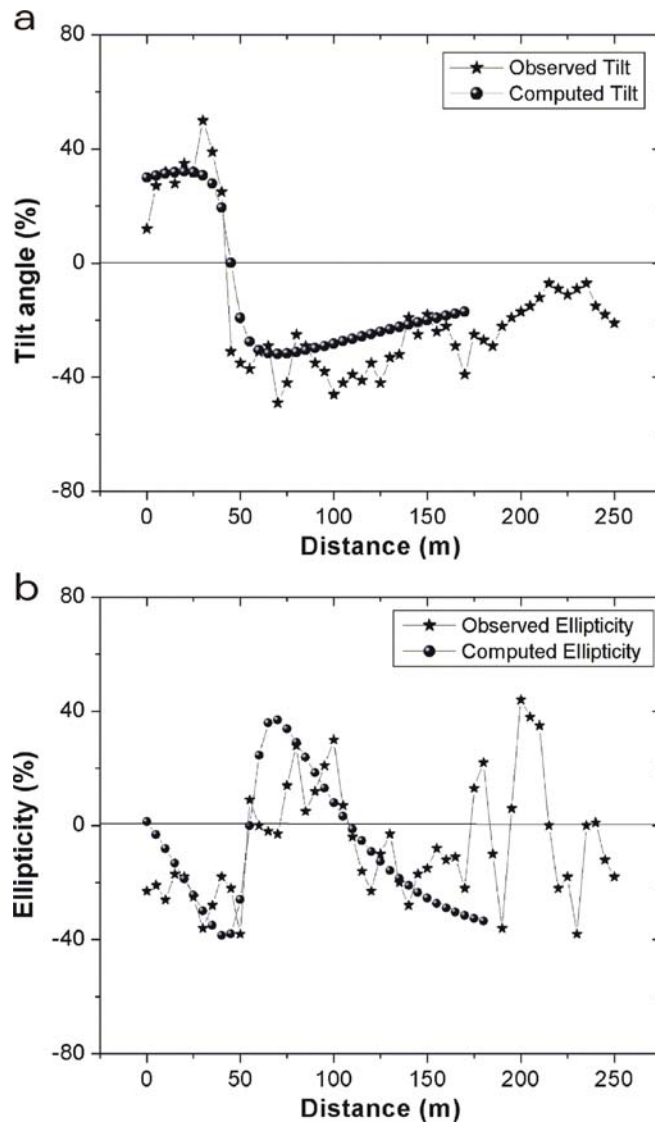 a
80
40
0
-40
-80
Tilt angle (%)
Observed Tilt
Computed Tilt
0 50 100 150 200 250
Distance (m)
b
80
40
0
-40
-80
Ellipticity (%)
Observed Ellipticity
Computed Ellipticity
0 50 100 150 200 250
Distance (m)